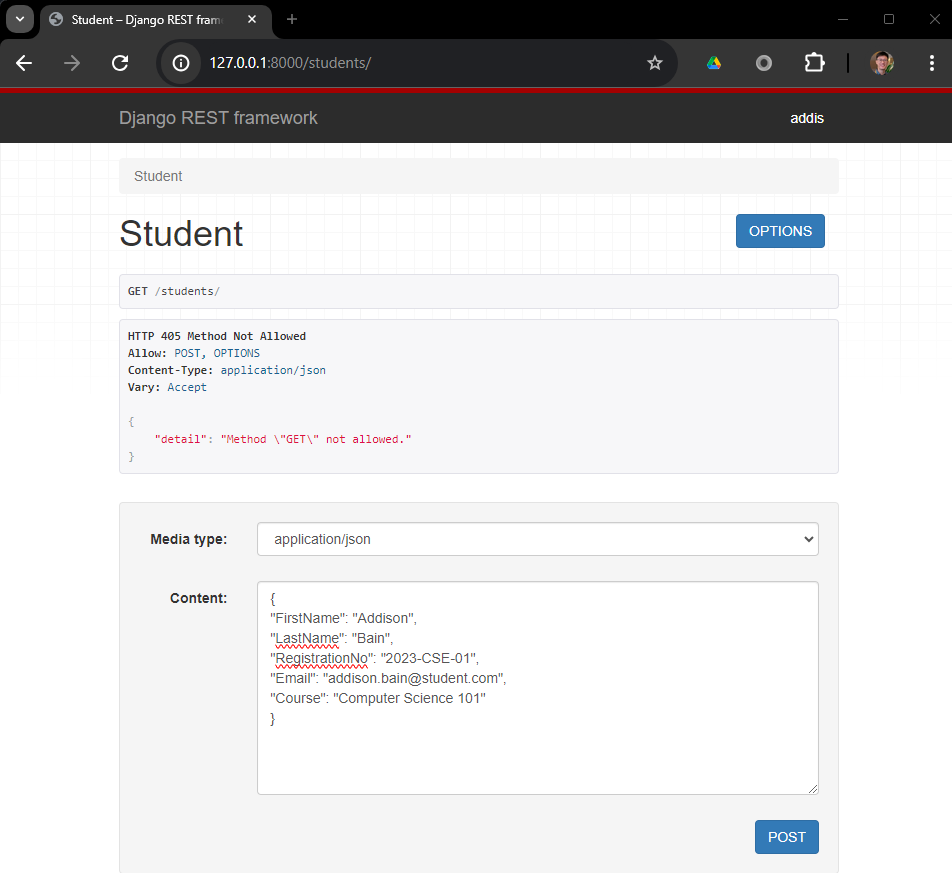 Student – Django REST fram
127.0.0.1:8000/students/
Django REST framework
addis
Student
Student
OPTIONS
GET /students/
HTTP 405 Method Not Allowed
Allow: POST, OPTIONS
Content-Type: application/json
Vary: Accept
{
"detail": "Method \"GET\" not allowed."
}
Media type:
application/json
Content:
{
"FirstName": "Addison",
"LastName": "Bain",
"RegistrationNo": "2023-CSE-01",
"Email": "addison.bain@student.com",
"Course": "Computer Science 101"
}
POST